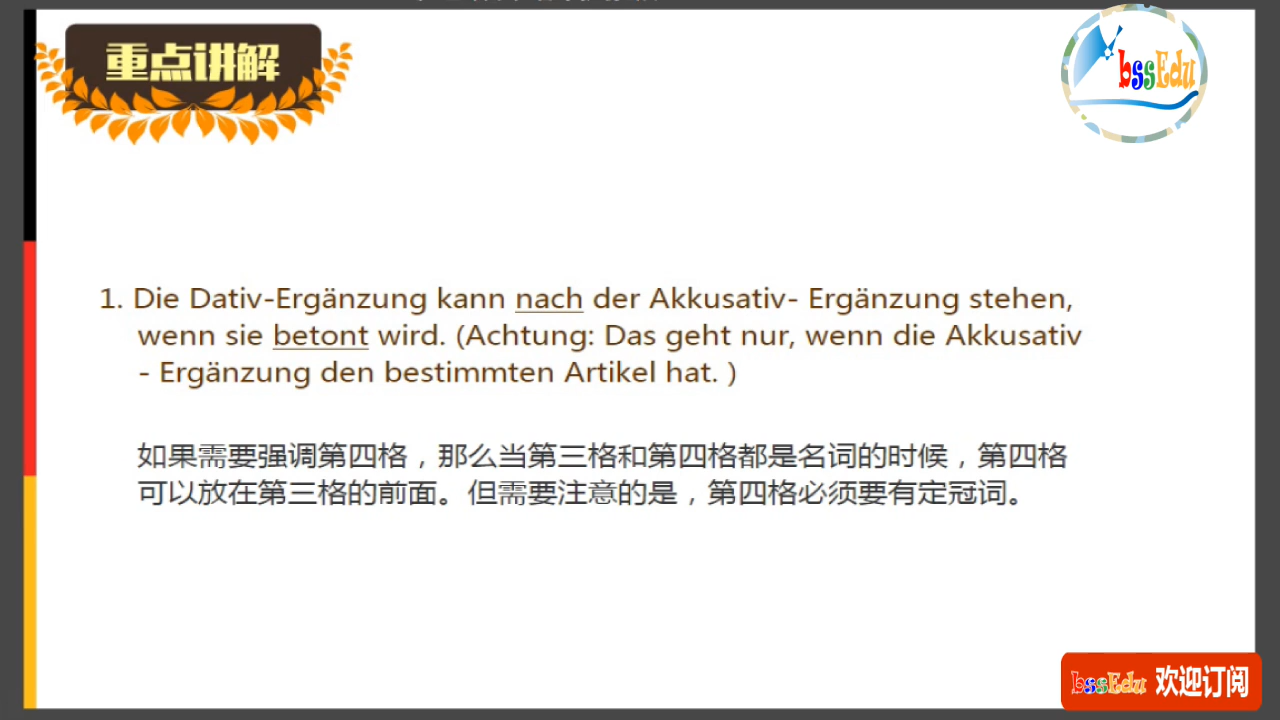 重点讲解
bssEdu
1. Die Dativ-Ergänzung kann nach der Akkusativ- Ergänzung stehen,
wenn sie betont wird. (Achtung: Das geht nur, wenn die Akkusativ
- Ergänzung den bestimmten Artikel hat. )
如果需要强调第四格，那么当第三格和第四格都是名词的时候，第四格
可以放在第三格的前面。但需要注意的是，第四格必须要有定冠词。
bssEdu 欢迎订阅